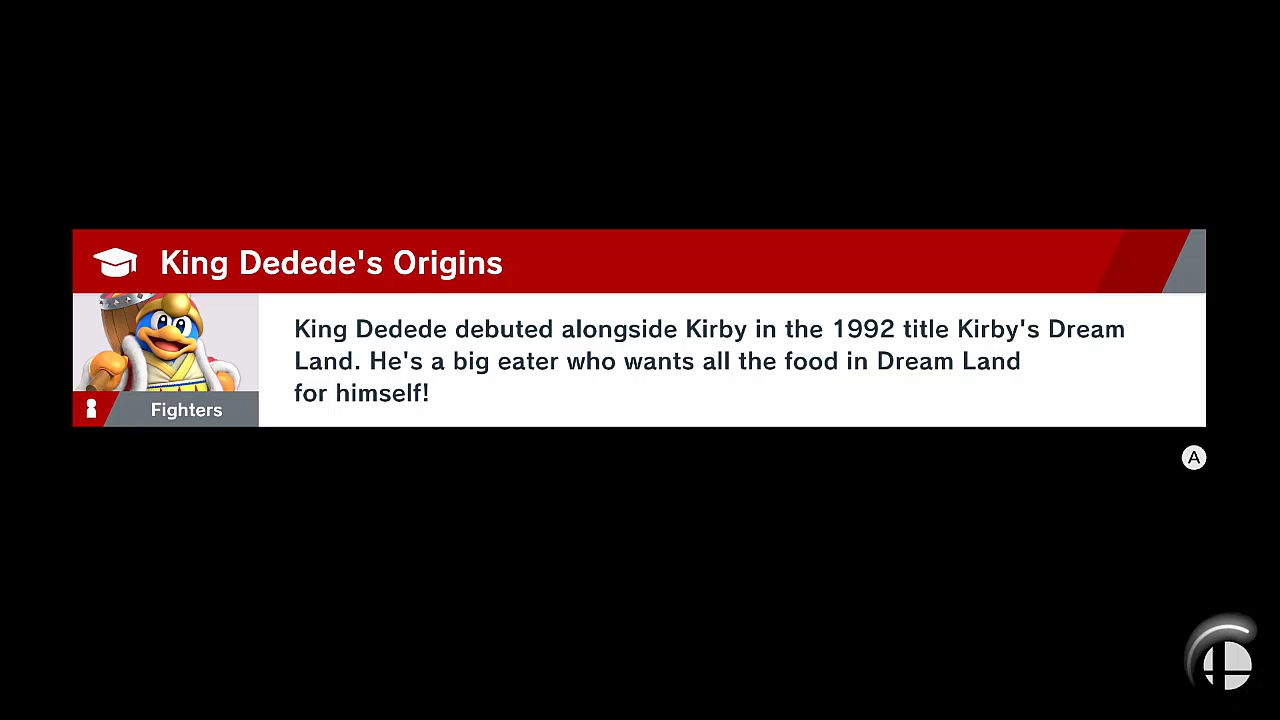 King Dedede's Origins
King Dedede debuted alongside Kirby in the 1992 title Kirby's Dream
Land. He's a big eater who wants all the food in Dream Land
for himself!
Fighters
A